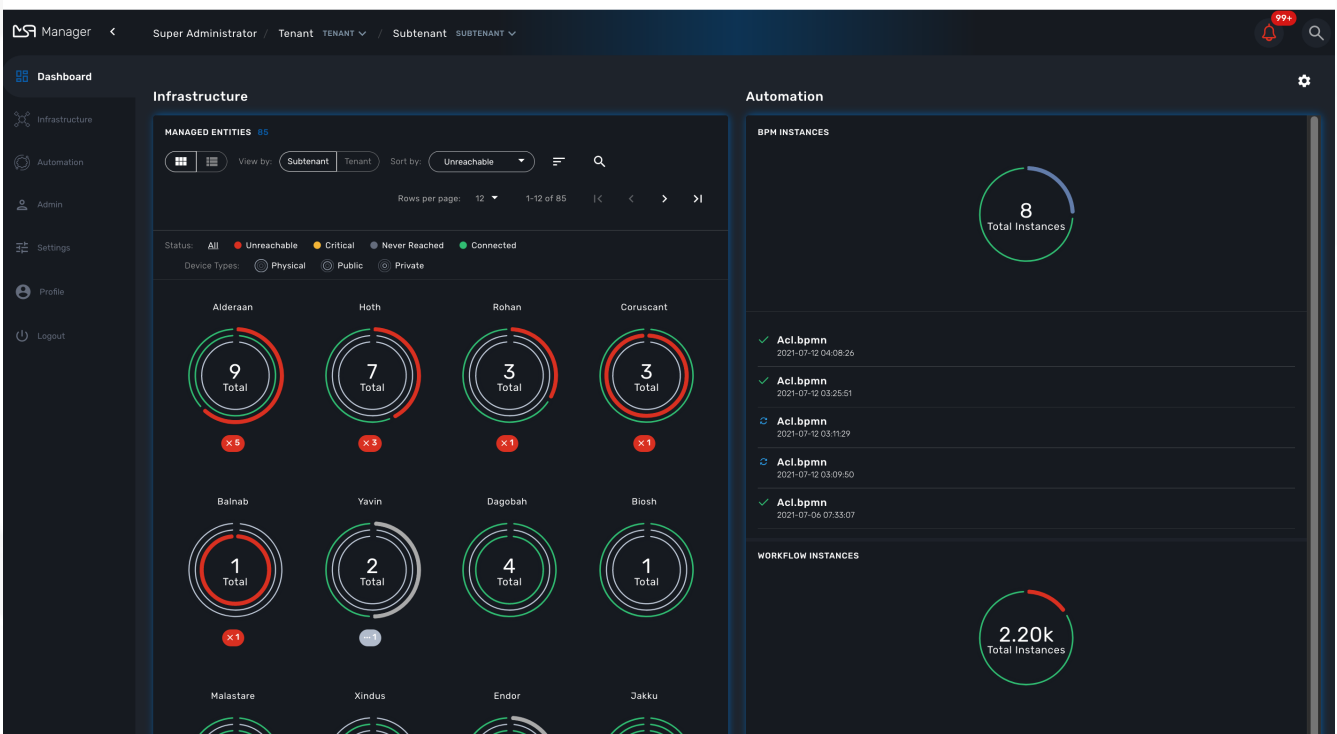 MSA Manager
Super Administrator / Tenant TENANT / Subtenant SUBTENANT
99+
Dashboard
Infrastructure
Automation
Admin
Settings
Profile
Logout
Infrastructure
MANAGED ENTITIES 85
View by: Subtenant Tenant Sort by: Unreachable
Rows per page: 12 1-12 of 85
Status: All Unreachable Critical Never Reached Connected
Device Types: Physical Public Private
Alderaan Hoth Rohan Coruscant
9 7 3 3
Total Total Total Total
×5 ×3 ×1 ×1
Balnab Yavin Dagobah Biosh
1 2 4 1
Total Total Total Total
×1 ···1
Malastare Xindus Endor Jakku
Automation
BPM INSTANCES
8
Total Instances
Acl.bpmn
2021-07-12 04:08:26
Acl.bpmn
2021-07-12 03:25:51
Acl.bpmn
2021-07-12 03:11:29
Acl.bpmn
2021-07-12 03:09:50
Acl.bpmn
2021-07-06 07:33:07
WORKFLOW INSTANCES
2.20k
Total Instances